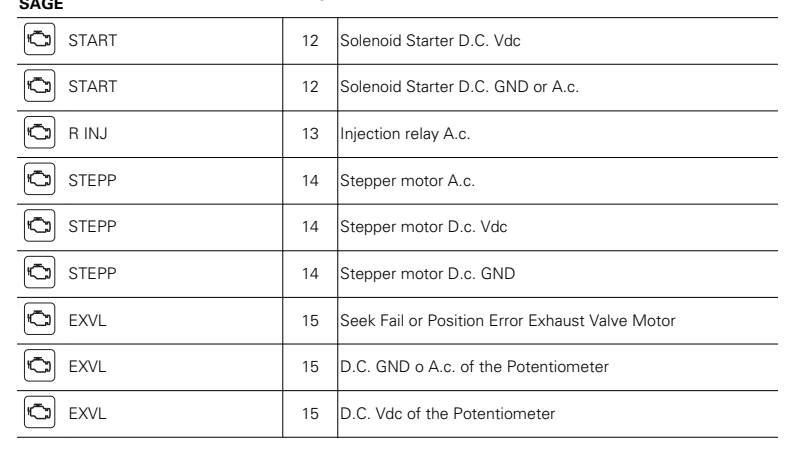 SAGE
START 12 Solenoid Starter D.C. Vdc
START 12 Solenoid Starter D.C. GND or A.c.
R INJ 13 Injection relay A.c.
STEPP 14 Stepper motor A.c.
STEPP 14 Stepper motor D.c. Vdc
STEPP 14 Stepper motor D.c. GND
EXVL 15 Seek Fail or Position Error Exhaust Valve Motor
EXVL 15 D.C. GND o A.c. of the Potentiometer
EXVL 15 D.C. Vdc of the Potentiometer